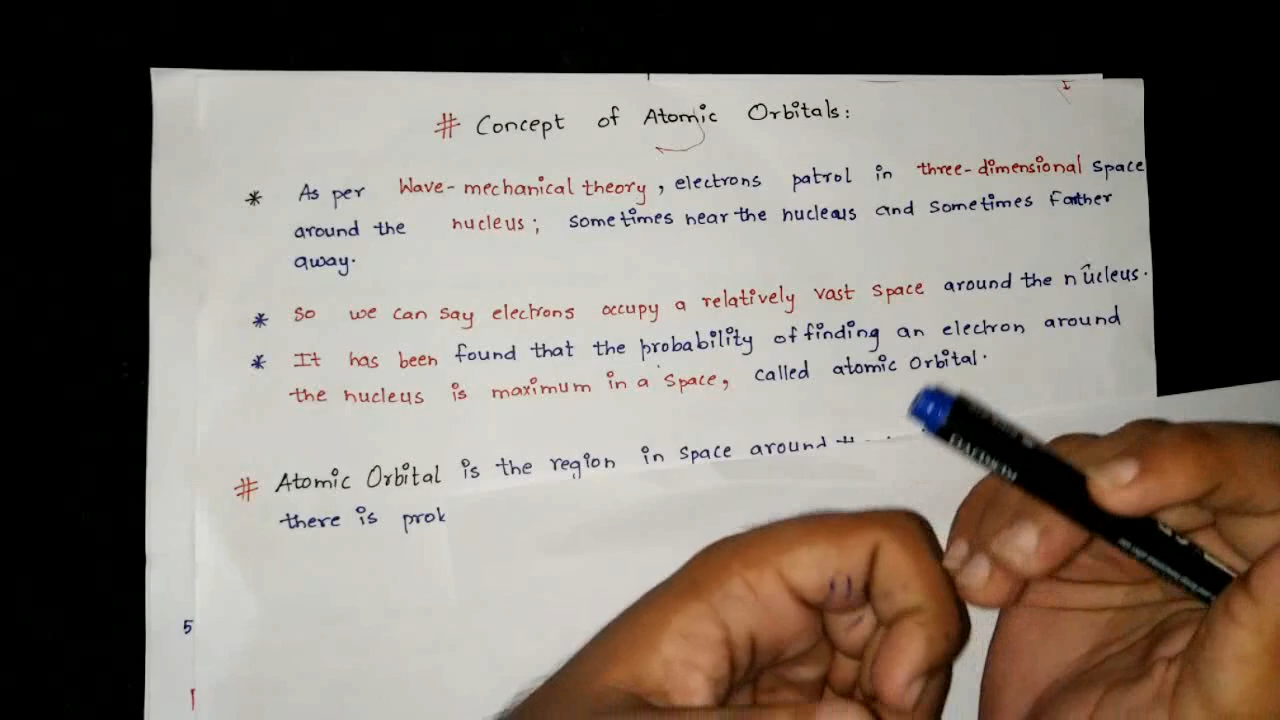 # Concept of Atomic Orbitals:
* As per Wave-mechanical theory, electrons patrol in three-dimensional space
around the nucleus; sometimes near the nucleus and sometimes farther
away.
* So we can say electrons occupy a relatively vast space around the nucleus.
* It has been found that the probability of finding an electron around
the nucleus is maximum in a space, called atomic orbital.
# Atomic Orbital is the region in space around
there is
5